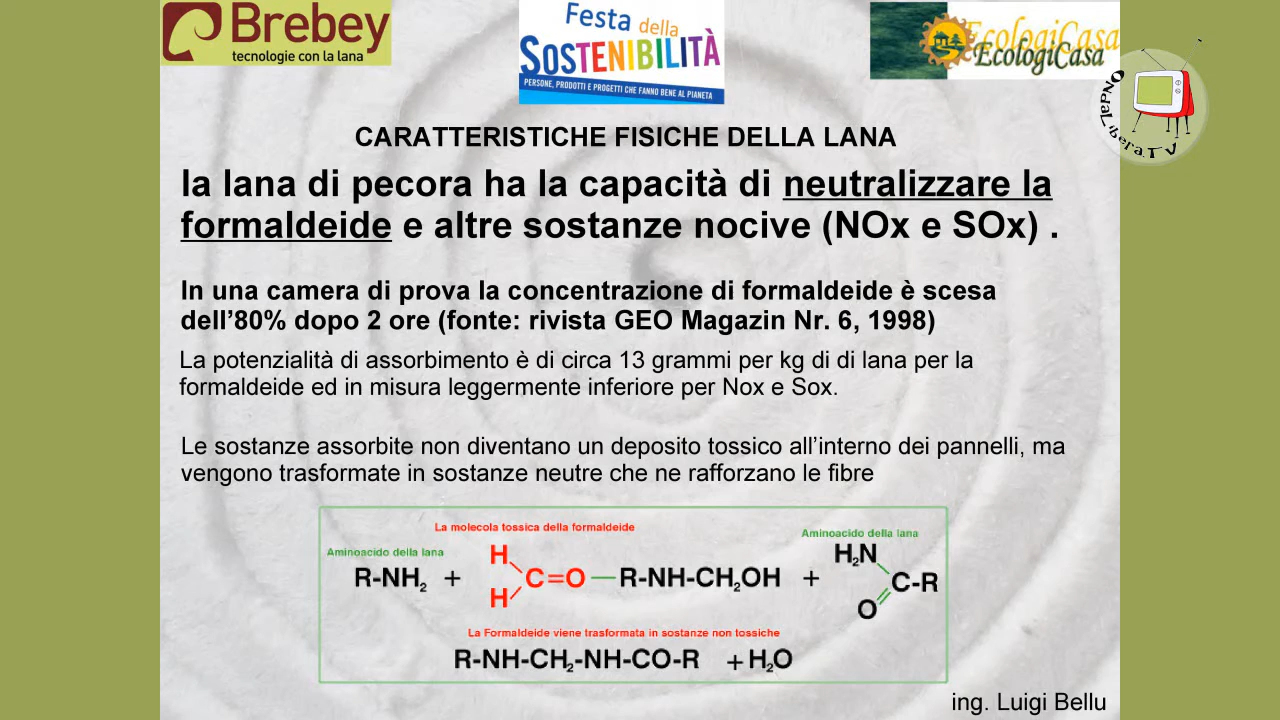 Brebey
tecnologie con la lana
Festa della
SOSTENIBILITÀ
PERSONE, PRODOTTI E PROGETTI CHE FANNO BENE AL PIANETA
EcologiCasa
EcologiCasa
OndaLibera.TV
CARATTERISTICHE FISICHE DELLA LANA
la lana di pecora ha la capacità di neutralizzare la
formaldeide e altre sostanze nocive (NOx e SOx) .
In una camera di prova la concentrazione di formaldeide è scesa
dell’80% dopo 2 ore (fonte: rivista GEO Magazin Nr. 6, 1998)
La potenzialità di assorbimento è di circa 13 grammi per kg di di lana per la
formaldeide ed in misura leggermente inferiore per Nox e Sox.
Le sostanze assorbite non diventano un deposito tossico all’interno dei pannelli, ma
vengono trasformate in sostanze neutre che ne rafforzano le fibre
La molecola tossica della formaldeide
Aminoacido della lana
Aminoacido della lana
H
H₂N
R-NH₂ + C=O — R-NH-CH₂OH + C-R
H
O
La Formaldeide viene trasformata in sostanze non tossiche
R-NH-CH₂-NH-CO-R + H₂O
ing. Luigi Bellu